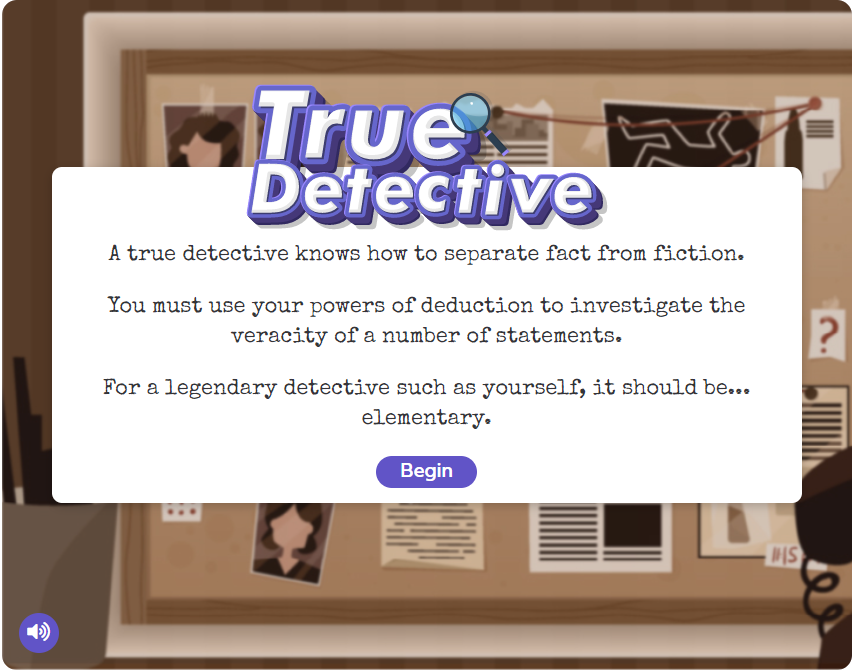 True
Detective
A true detective knows how to separate fact from fiction.
You must use your powers of deduction to investigate the
veracity of a number of statements.
For a legendary detective such as yourself, it should be...
elementary.
Begin
?